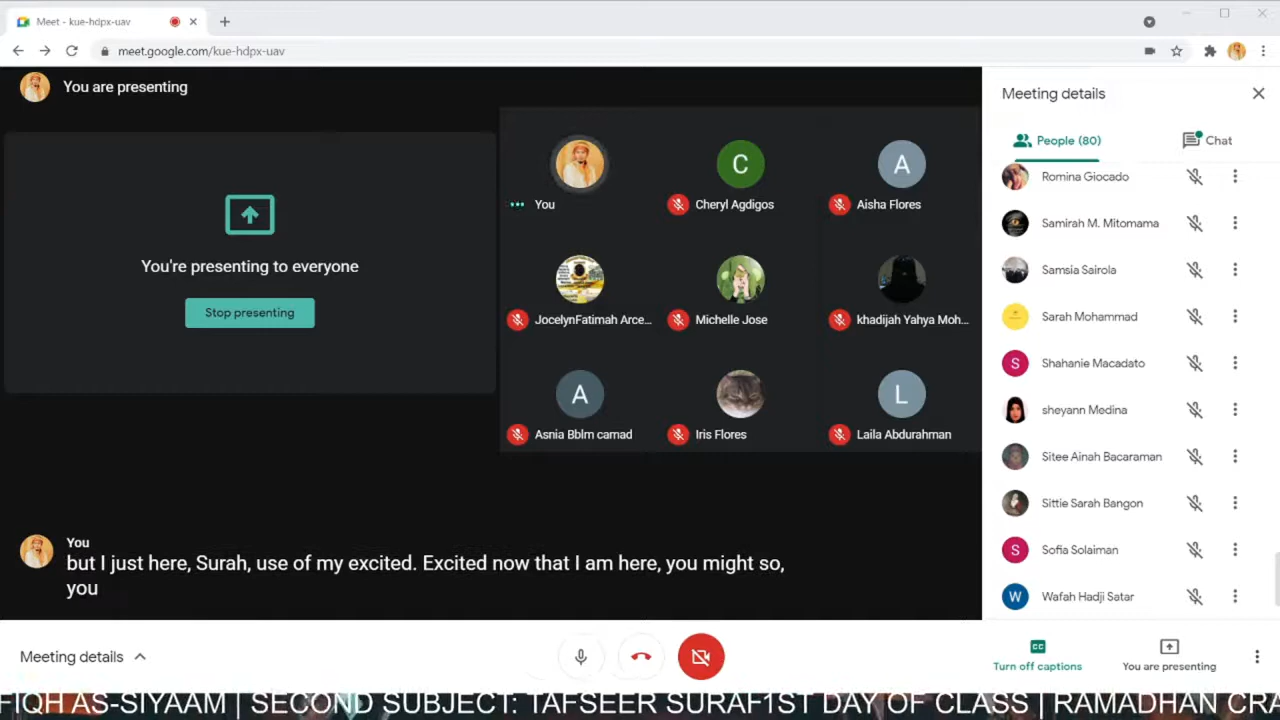 Meet - kue-hdpx-uav
meet.google.com/kue-hdpx-uav
You are presenting
You're presenting to everyone
Stop presenting
You
C
Cheryl Agdigos
A
Aisha Flores
JocelynFatimah Arce...
Michelle Jose
khadijah Yahya Moh...
A
Asnia Bblm camad
Iris Flores
L
Laila Abdurahman
You
but I just here, Surah, use of my excited. Excited now that I am here, you might so,
you
Meeting details
People (80)
Chat
Romina Giocado
Samirah M. Mitomama
Samsia Sairola
Sarah Mohammad
S
Shahanie Macadato
sheyann Medina
Sitee Ainah Bacaraman
Sittie Sarah Bangon
S
Sofia Solaiman
W
Wafah Hadji Satar
Meeting details
CC
Turn off captions
You are presenting
FIQH AS-SIYAAM | SECOND SUBJECT: TAFSEER SURAF1ST DAY OF CLASS | RAMADHAN CRA